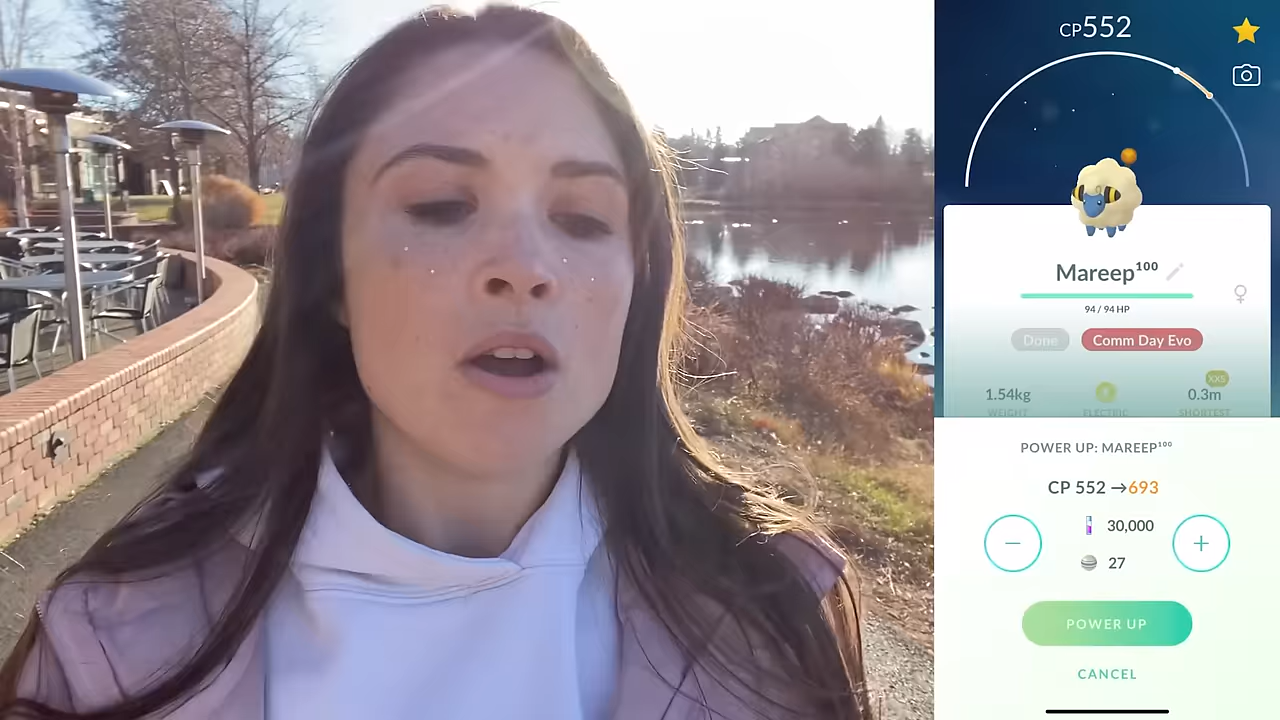 CP552
Mareep¹⁰⁰
94 / 94 HP
Done
Comm Day Evo
XXS
1.54kg
0.3m
WEIGHT
ELECTRIC
SHORTEST
POWER UP: MAREEP¹⁰⁰
CP 552 →693
30,000
27
POWER UP
CANCEL